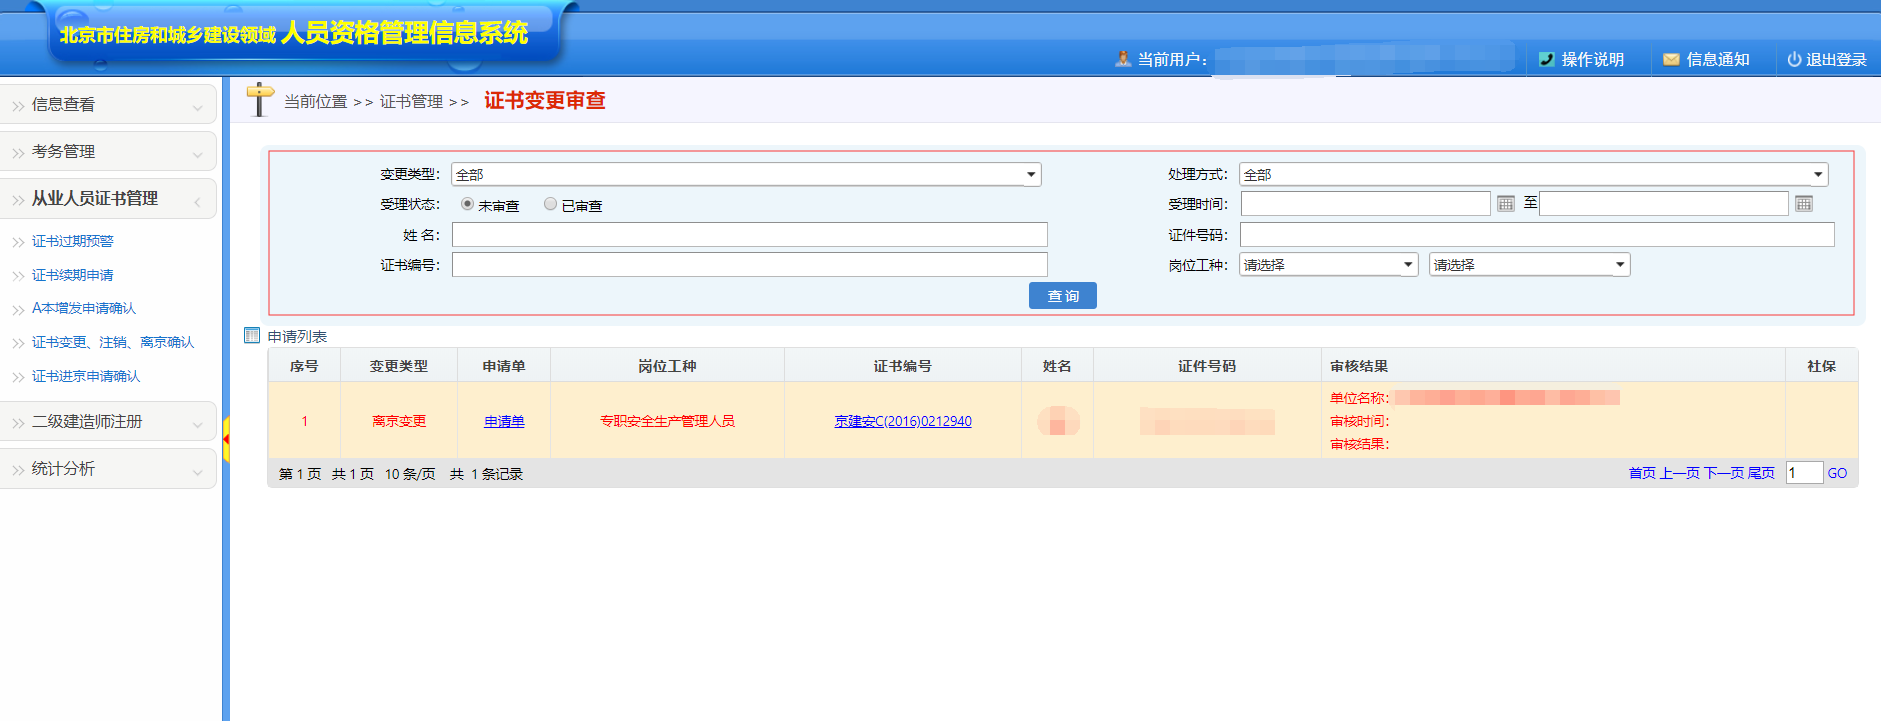 北京市住房和城乡建设领域 人员资格管理信息系统
当前用户： 操作说明 信息通知 退出登录
信息查看
考务管理
从业人员证书管理
证书过期预警
证书续期申请
A本增发申请确认
证书变更、注销、离京确认
证书进京申请确认
二级建造师注册
统计分析
当前位置 >> 证书管理 >> 证书变更审查
变更类型： 全部 处理方式： 全部
受理状态： 未审查 已审查 受理时间： 至
姓 名： 证件号码：
证书编号： 岗位工种： 请选择 请选择
查 询
申请列表
序号 变更类型 申请单 岗位工种 证书编号 姓名 证件号码 审核结果 社保
1 离京变更 申请单 专职安全生产管理人员 京建安C(2016)0212940
单位名称：
审核时间：
审核结果：
第 1 页 共 1 页 10 条/页 共 1 条记录 首页 上一页 下一页 尾页 1 GO